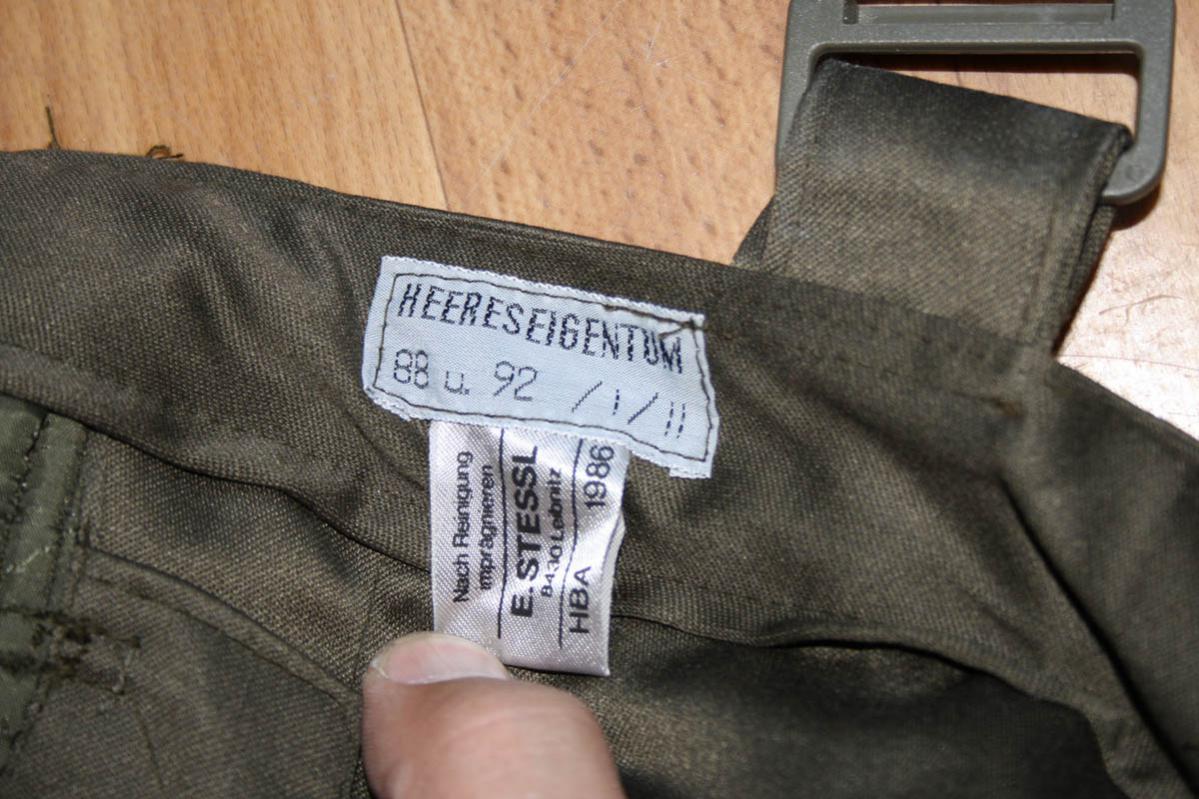 HEERESEIGENTUM
88 u. 92 / I / II
Nach Reinigung
imprägnieren
E. STESSL
8430 Leibnitz
HBA 1986